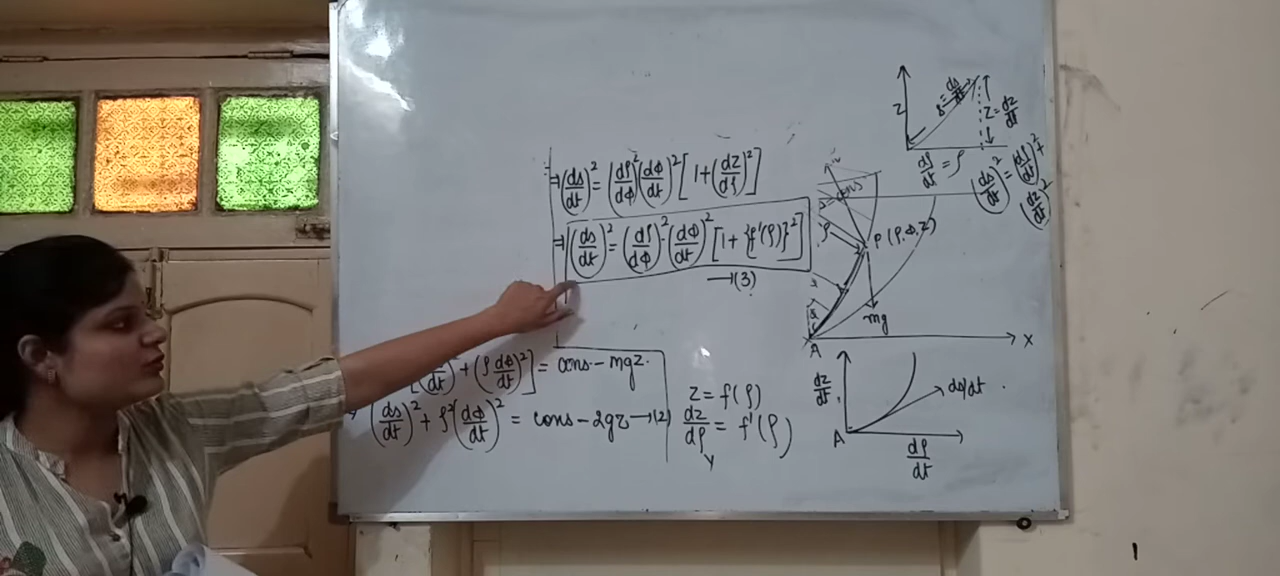 ⇒ (ds/dt)² = (dρ/dϕ)² (dϕ/dt)² [1+(dz/dρ)²]
⇒ (ds/dt)² = (dρ/dϕ)² · (dϕ/dt)² [1 + {f'(ρ)}²]
→ (3)
dt)² + (ρ dϕ/dt)²] = cons - mgz.
(ds/dt)² + ρ² (dϕ/dt)² = cons - 2gz → (2)
z = f(ρ)
dz/dρ = f'(ρ)
y
z
z = dz/dt
dρ/dt = ρ
(ds/dt)² = (dρ/dt)² +
(dz/dt)²
P (ρ, ϕ, z)
ρ
mg
A
x
dz/dt
ds/dt
A
dρ/dt